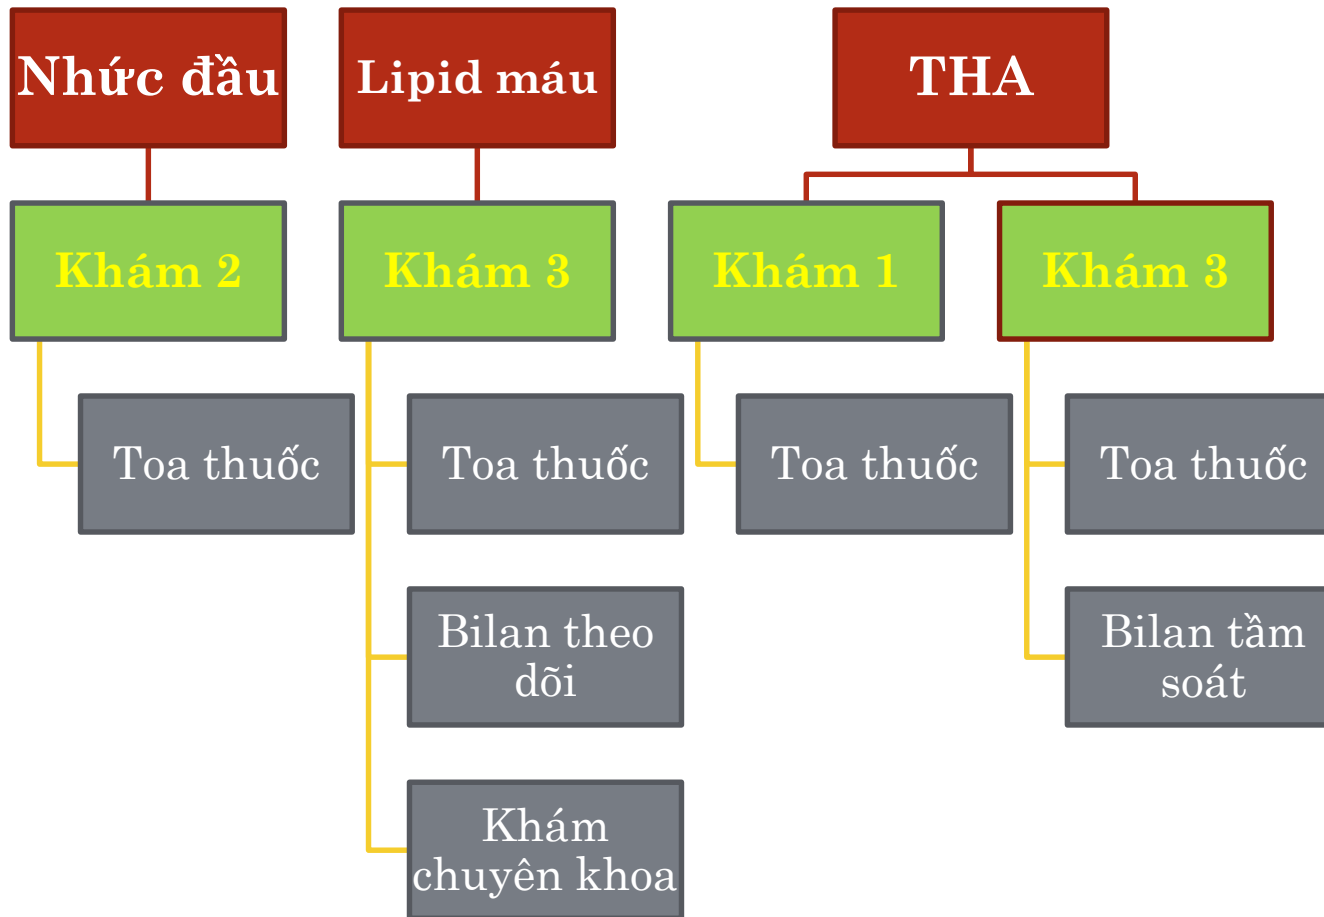 Nhức đầu
Lipid máu
THA
Khám 2
Khám 3
Khám 1
Khám 3
Toa thuốc
Toa thuốc
Toa thuốc
Toa thuốc
Bilan theo
dõi
Bilan tầm
soát
Khám
chuyên khoa